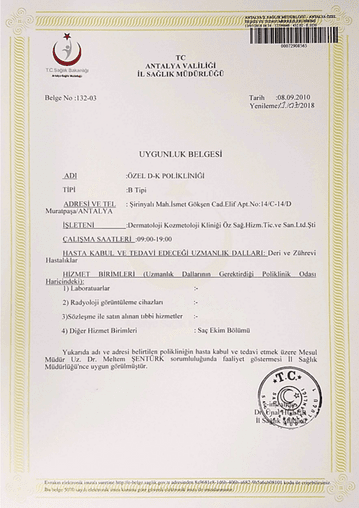 T.C. Sağlık Bakanlığı
TC
ANTALYA VALİLİĞİ
İL SAĞLIK MÜDÜRLÜĞÜ
Belge No :132-03
Tarih :08.09.2010
Yenileme
UYGUNLUK BELGESİ
ADI :ÖZEL D-K POLİKLİNİĞİ
TİPİ :B Tipi
ADRESİ VE TEL : Şirinyalı Mah.İsmet Gökşen Cad.Elif Apt.No:14/C-14/D
Muratpaşa/ANTALYA
İŞLETENİ :Dermatoloji Kozmetoloji Kliniği Öz Sağ.Hizm.Tic.ve San.Ltd.Şti
ÇALIŞMA SAATLERİ :09:00-19:00
HASTA KABUL VE TEDAVİ EDECEĞİ UZMANLIK DALLARI: Deri ve Zührevi
Hastalıklar
HİZMET BİRİMLERİ (Uzmanlık Dallarının Gerektirdiği Poliklinik Odası
Haricindeki):
1) Laboratuarlar :-
2) Radyoloji görüntüleme cihazları :-
3)Sözleşme ile satın alınan tıbbi hizmetler :-
4) Diğer Hizmet Birimleri : Saç Ekim Bölümü
Yukarıda adı ve adresi belirtilen polikliniğin hasta kabul ve tedavi etmek üzere Mesul
Müdür Uz. Dr. Meltem ŞENTÜRK sorumluluğunda faaliyet göstermesi İl Sağlık
Müdürlüğü'nce uygun görülmüştür.
T.C.
Dr. Ünal
İl Sağlık